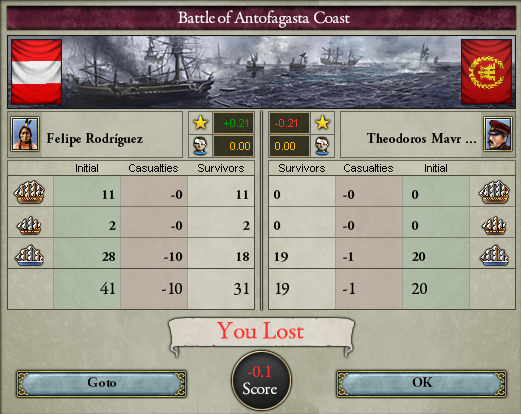 Battle of Antofagasta Coast
+0.21 -0.21
Felipe Rodríguez 0.00 0.00 Theodoros Mavr ...
Initial Casualties Survivors Survivors Casualties Initial
11 -0 11 0 -0 0
2 -0 2 0 -0 0
28 -10 18 19 -1 20
41 -10 31 19 -1 20
You Lost
Goto -0.1 OK
Score